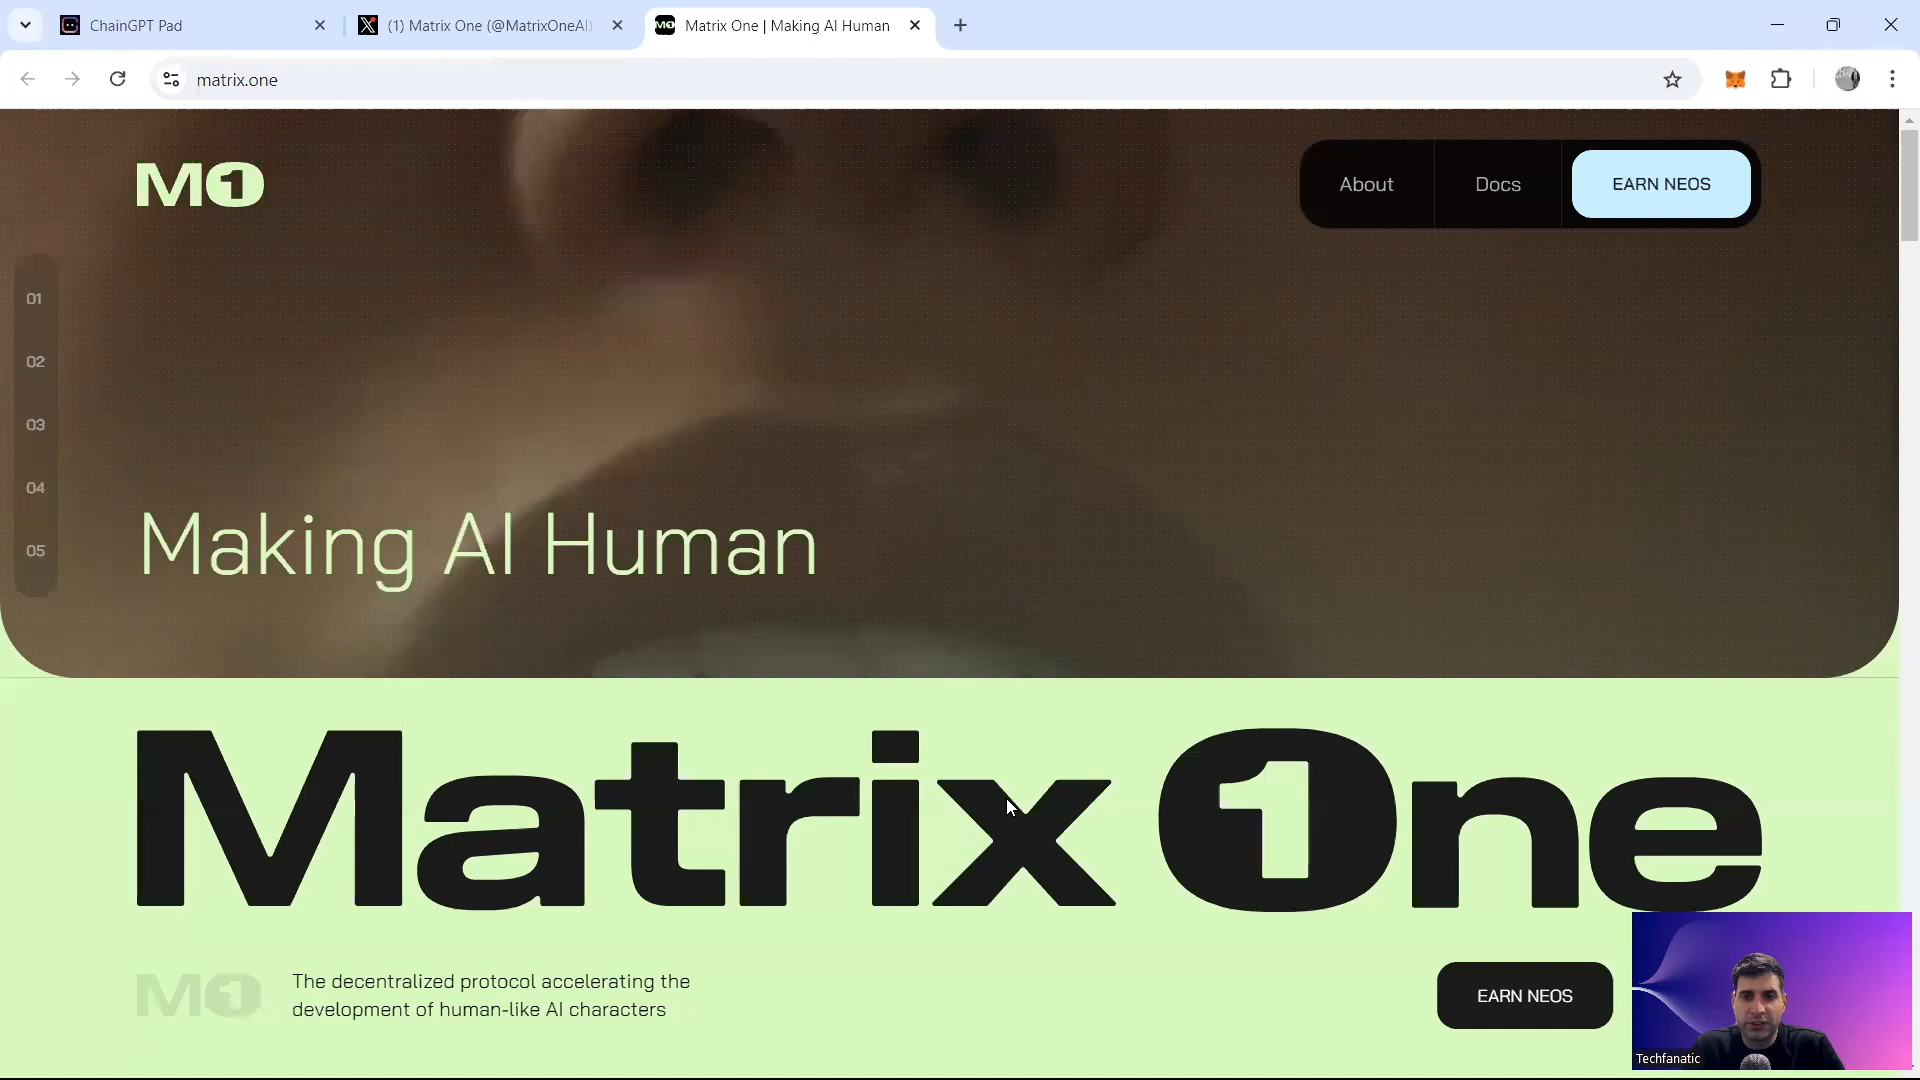 ChainGPT Pad
(1) Matrix One (@MatrixOneAI)
Matrix One | Making AI Human
matrix.one
M1
About
Docs
EARN NEOS
01
02
03
04
05
Making AI Human
Matrix One
M1
The decentralized protocol accelerating the
development of human-like AI characters
EARN NEOS
Techfanatic